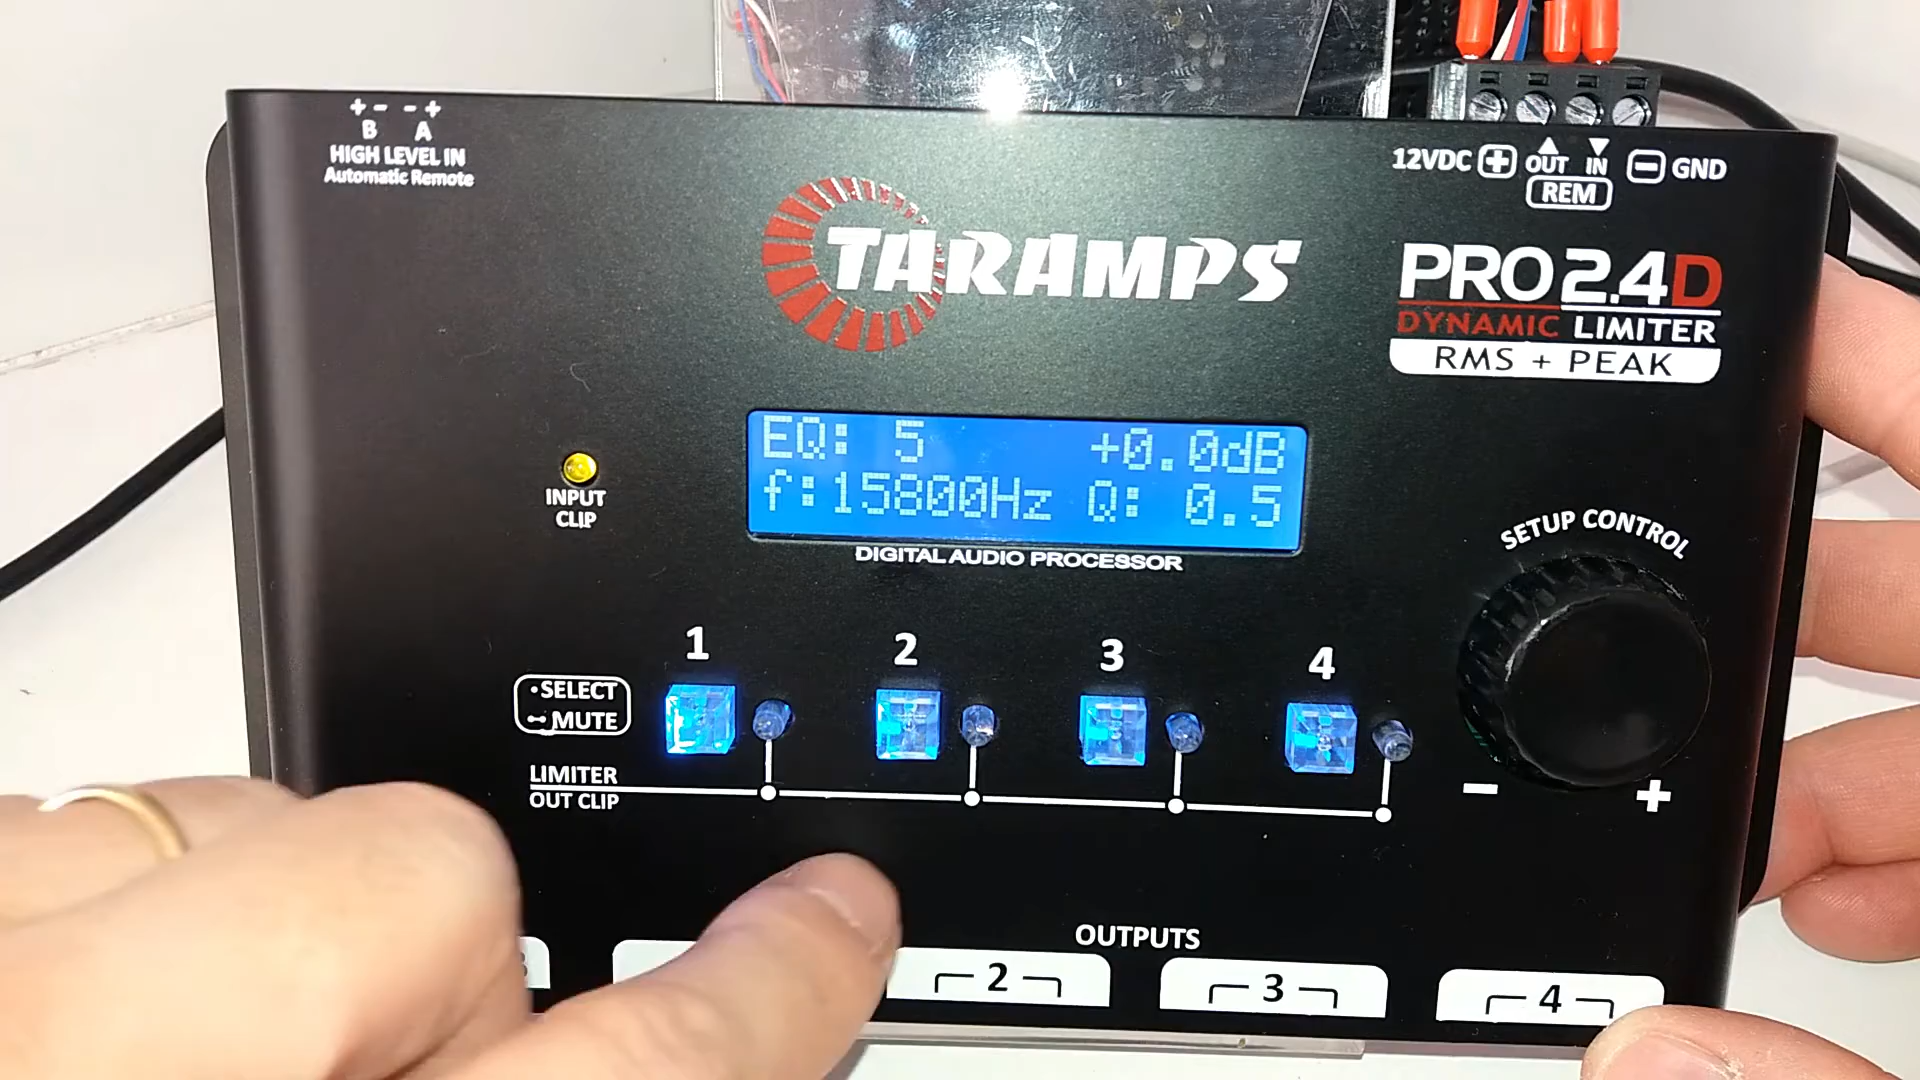 + - - +
B A
HIGH LEVEL IN
Automatic Remote
12VDC + OUT IN - GND
REM
TARAMPS
PRO 2.4D
DYNAMIC LIMITER
RMS + PEAK
EQ: 5 +0.0dB
f:15800Hz Q: 0.5
DIGITAL AUDIO PROCESSOR
INPUT
CLIP
SETUP CONTROL
- +
1 2 3 4
SELECT
MUTE
LIMITER
OUT CLIP
OUTPUTS
2 3 4